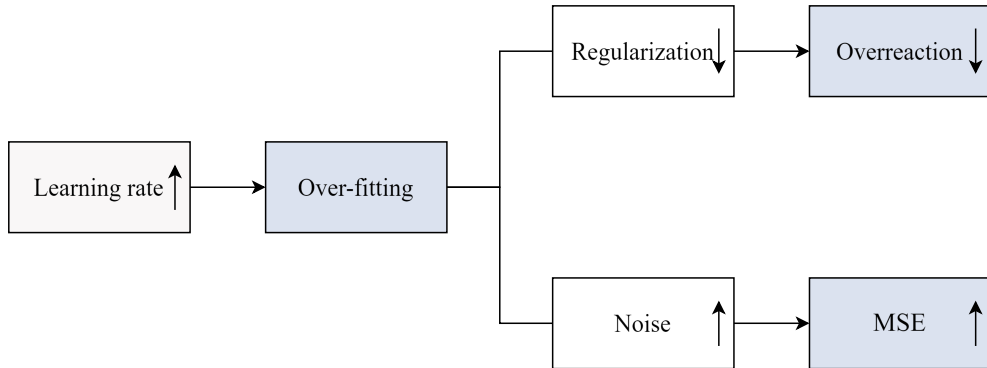 Regularization
Overreaction
Learning rate
Over-fitting
Noise
MSE